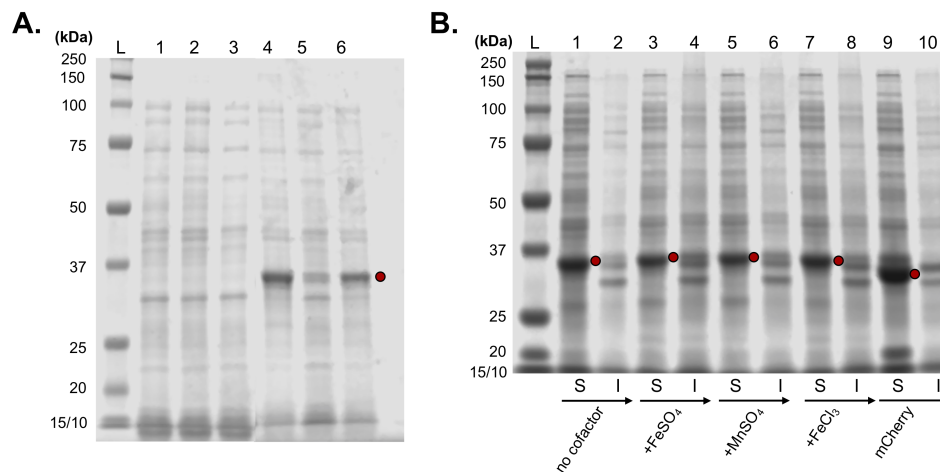 A.
(kDa) L 1 2 3 4 5 6
250
150
100
75
50
37
25
20
15/10
B.
(kDa) L 1 2 3 4 5 6 7 8 9 10
250
150
100
75
50
37
25
20
15/10
S I S I S I S I S I
no cofactor
+FeSO₄
+MnSO₄
+FeCl₃
mCherry